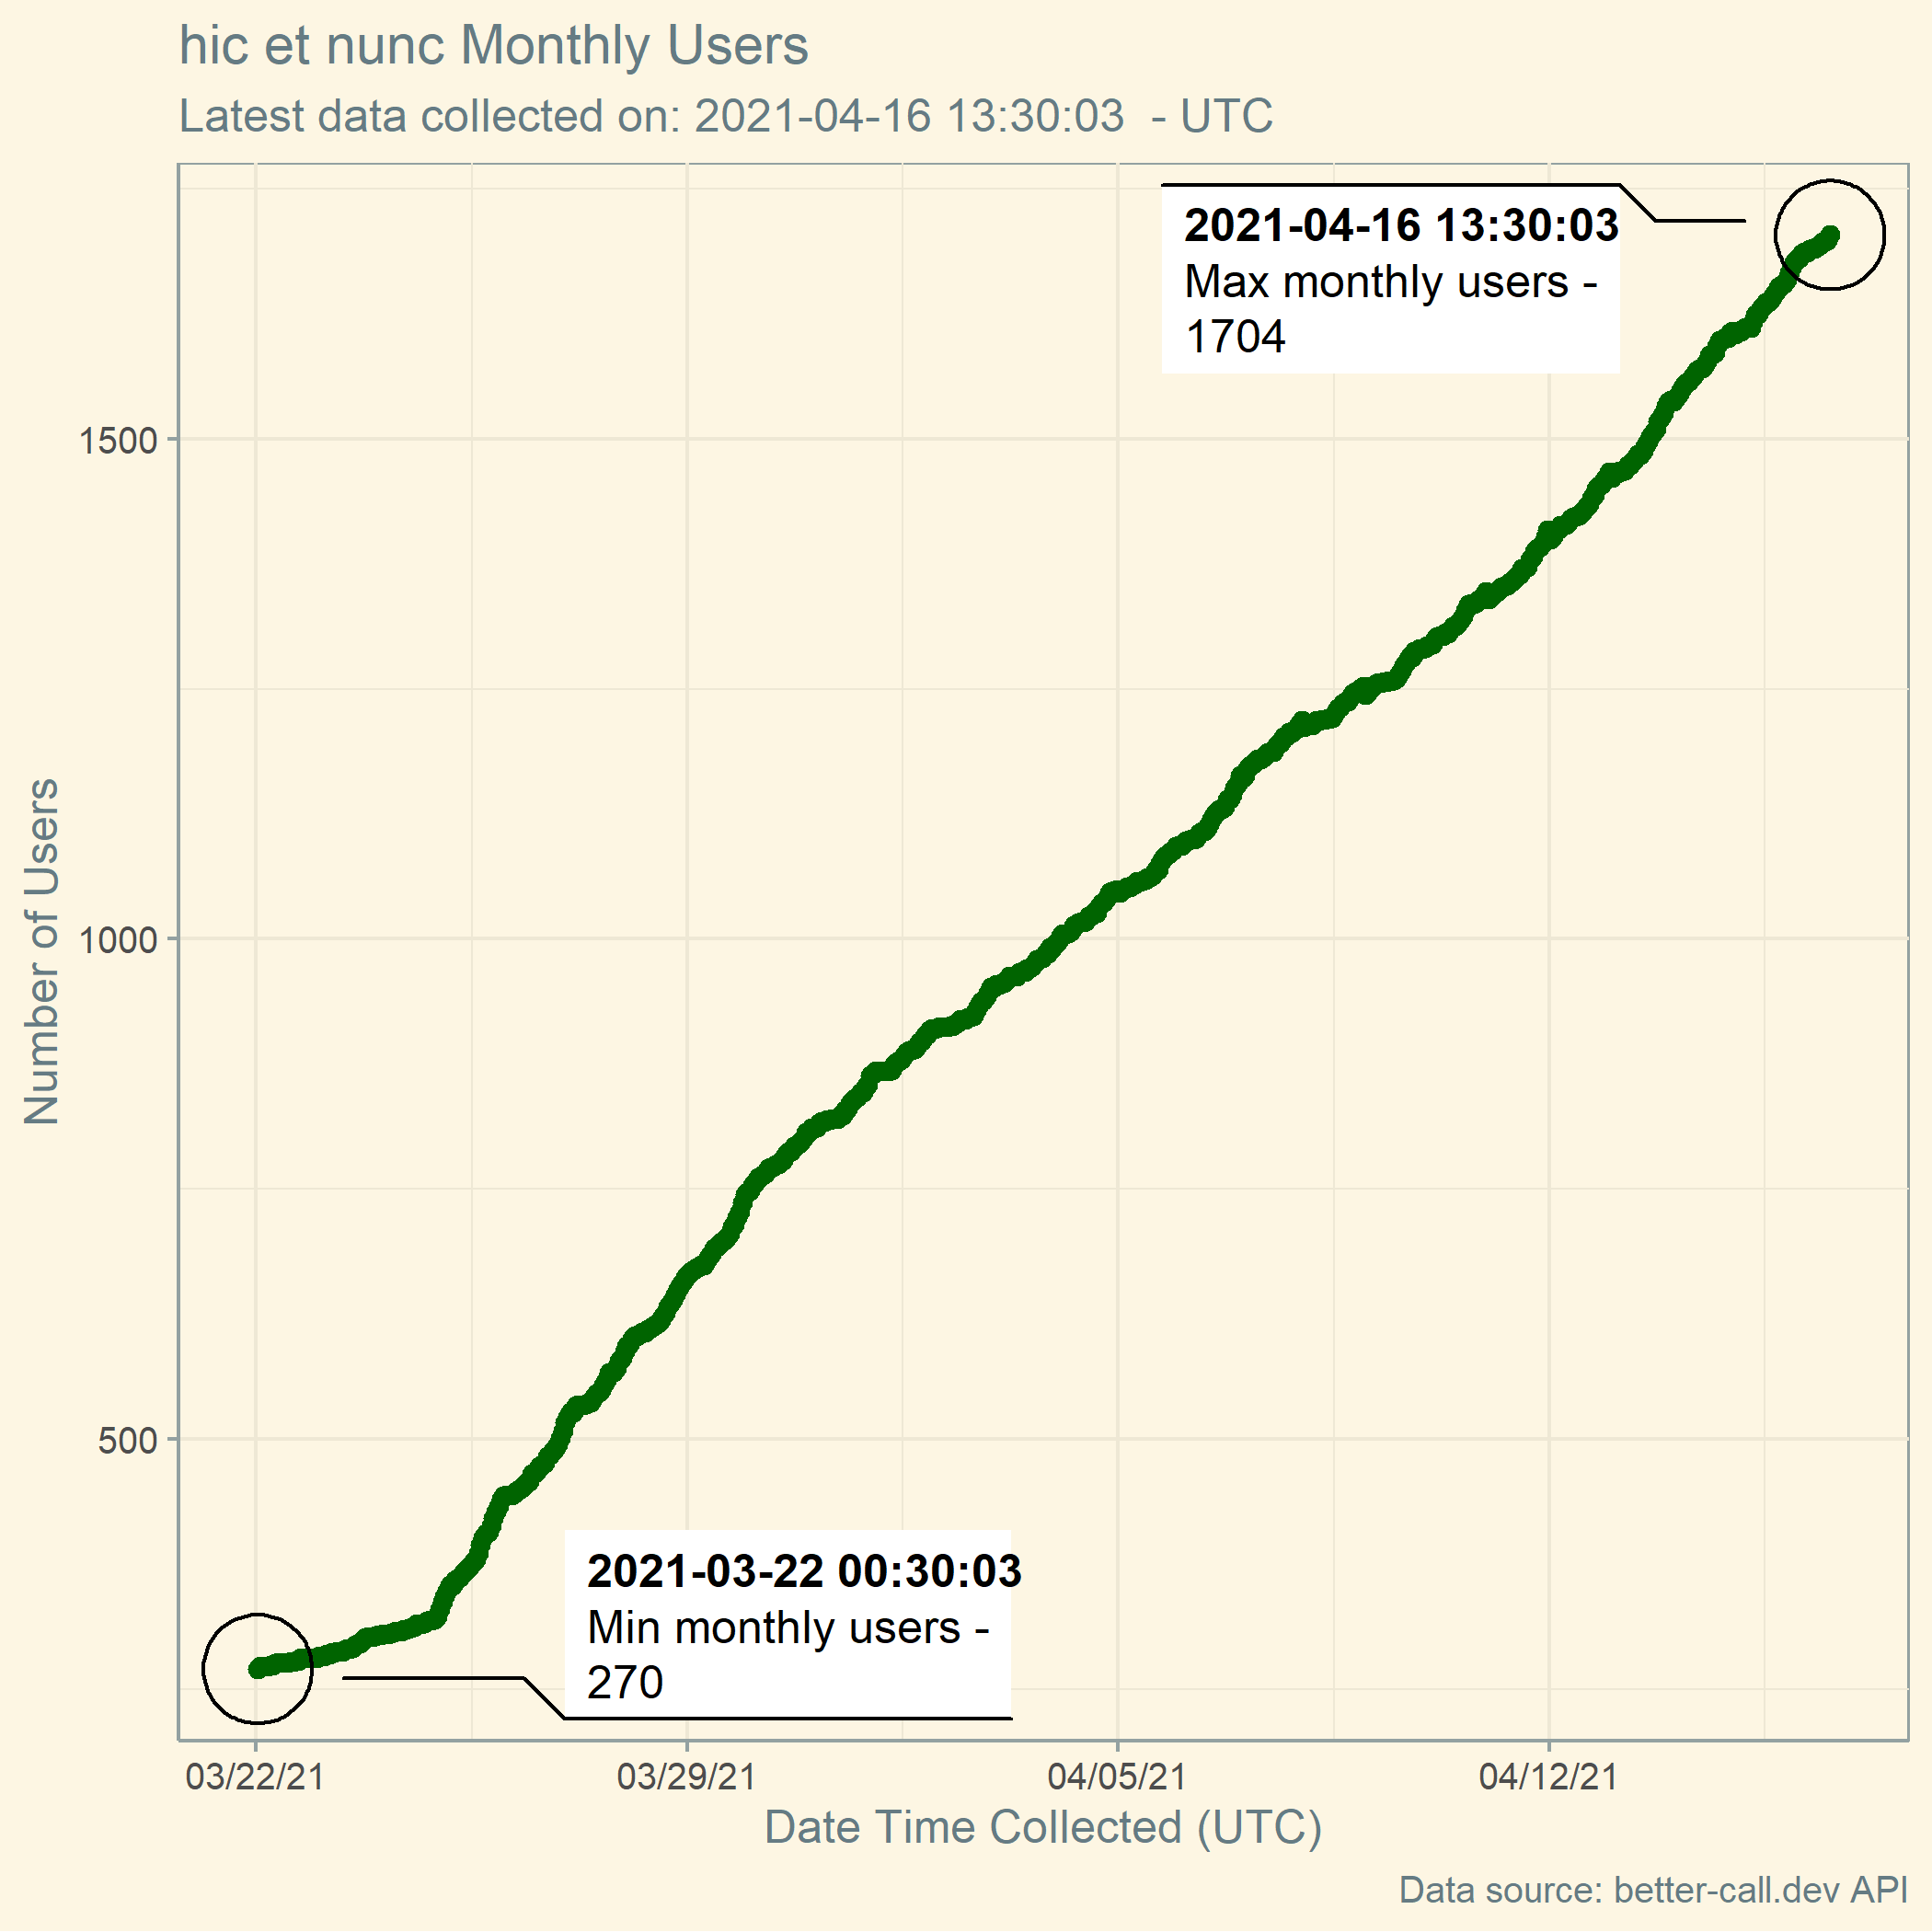 hic et nunc Monthly Users
Latest data collected on: 2021-04-16 13:30:03  - UTC
2021-04-16 13:30:03
Max monthly users -
1704
1500
1000
500
Number of Users
2021-03-22 00:30:03
Min monthly users -
270
03/22/21
03/29/21
04/05/21
04/12/21
Date Time Collected (UTC)
Data source: better-call.dev API